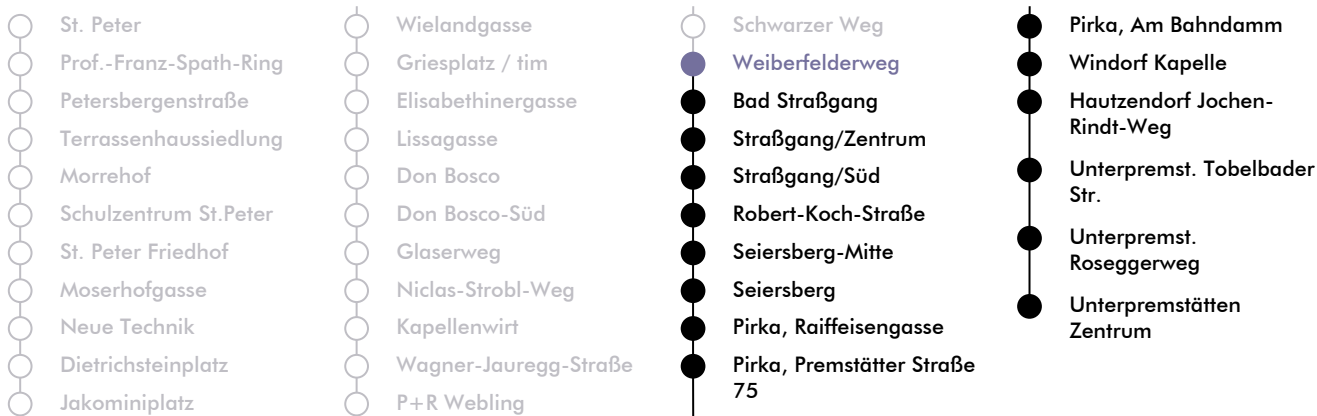 St. Peter
Prof.-Franz-Spath-Ring
Petersbergenstraße
Terrassenhaussiedlung
Morrehof
Schulzentrum St.Peter
St. Peter Friedhof
Moserhofgasse
Neue Technik
Dietrichsteinplatz
Jakominiplatz
Wielandgasse
Griesplatz / tim
Elisabethinergasse
Lissagasse
Don Bosco
Don Bosco-Süd
Glaserweg
Niclas-Strobl-Weg
Kapellenwirt
Wagner-Jauregg-Straße
P+R Webling
Schwarzer Weg
Weiberfelderweg
Bad Straßgang
Straßgang/Zentrum
Straßgang/Süd
Robert-Koch-Straße
Seiersberg-Mitte
Seiersberg
Pirka, Raiffeisengasse
Pirka, Premstätter Straße
75
Pirka, Am Bahndamm
Windorf Kapelle
Hautzendorf Jochen-
Rindt-Weg
Unterpremst. Tobelbader
Str.
Unterpremst.
Roseggerweg
Unterpremstätten
Zentrum